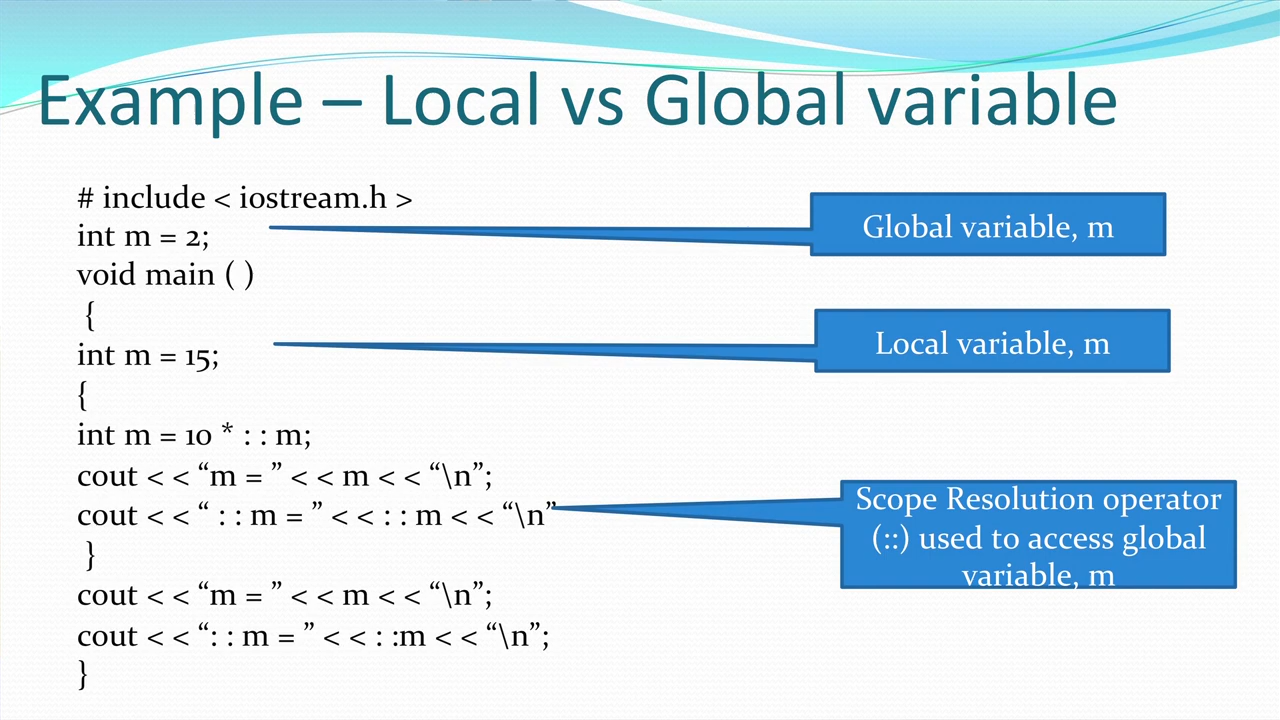 Example – Local vs Global variable
# include < iostream.h >
int m = 2;
void main ( )
{
int m = 15;
{
int m = 10 * : : m;
cout < < “m = ” < < m < < “\n”;
cout < < “ : : m = ” < < : : m < < “\n”
}
cout < < “m = ” < < m < < “\n”;
cout < < “: : m = ” < < : :m < < “\n”;
}
Global variable, m
Local variable, m
Scope Resolution operator
(::) used to access global
variable, m